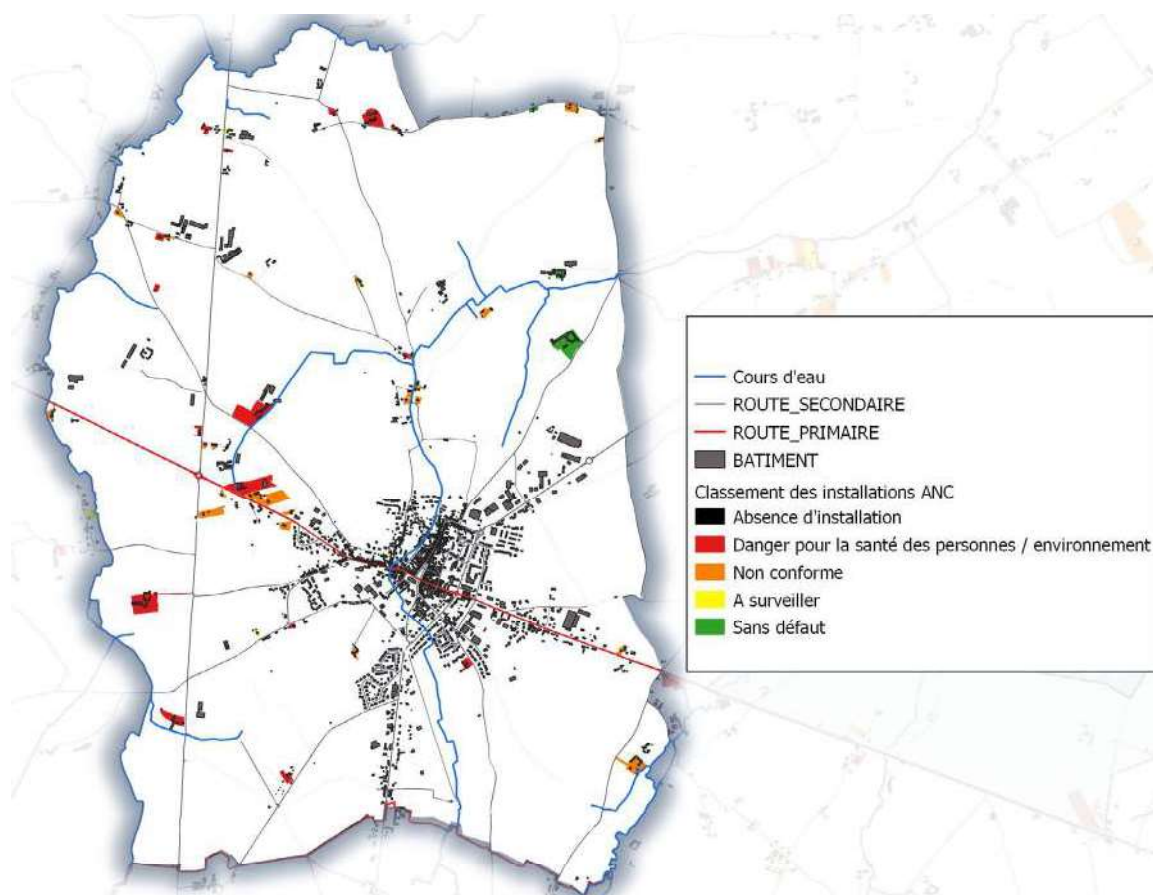 Cours d'eau
ROUTE_SECONDAIRE
ROUTE_PRIMAIRE
BATIMENT
Classement des installations ANC
Absence d'installation
Danger pour la santé des personnes / environnement
Non conforme
A surveiller
Sans défaut